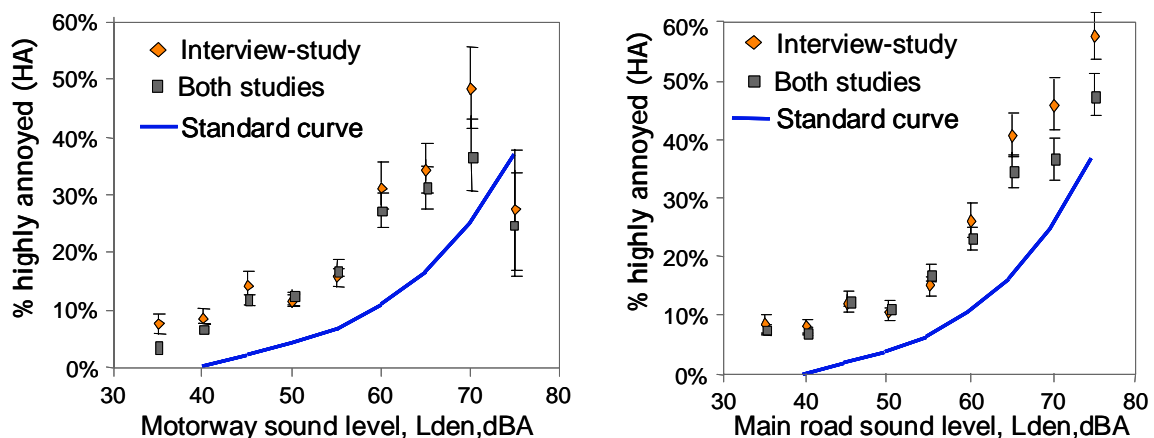 % highly annoyed (HA)
60%
50%
40%
30%
20%
10%
0%
Interview-study
Both studies
Standard curve
30 40 50 60 70 80
Motorway sound level, Lden,dBA
% highly annoyed (HA)
60%
50%
40%
30%
20%
10%
0%
Interview-study
Both studies
Standard curve
30 40 50 60 70 80
Main road sound level, Lden,dBA